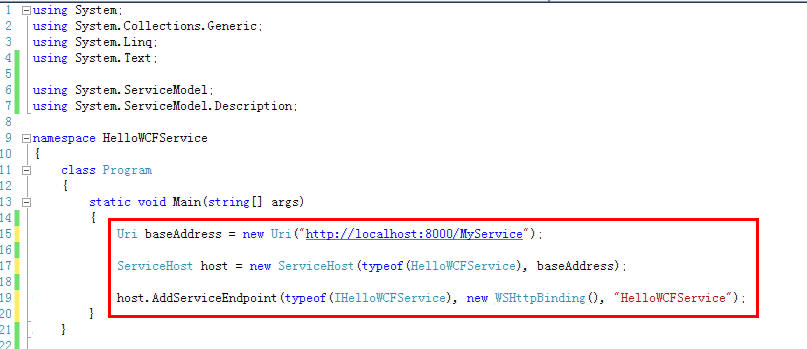 1 using System;
2 using System.Collections.Generic;
3 using System.Linq;
4 using System.Text;
5
6 using System.ServiceModel;
7 using System.ServiceModel.Description;
8
9 namespace HelloWCFService
10 {
11 class Program
12 {
13 static void Main(string[] args)
14 {
15 Uri baseAddress = new Uri("http://localhost:8000/MyService");
16
17 ServiceHost host = new ServiceHost(typeof(HelloWCFService), baseAddress);
18
19 host.AddServiceEndpoint(typeof(IHelloWCFService), new WSHttpBinding(), "HelloWCFService");
20 }
21 }
22